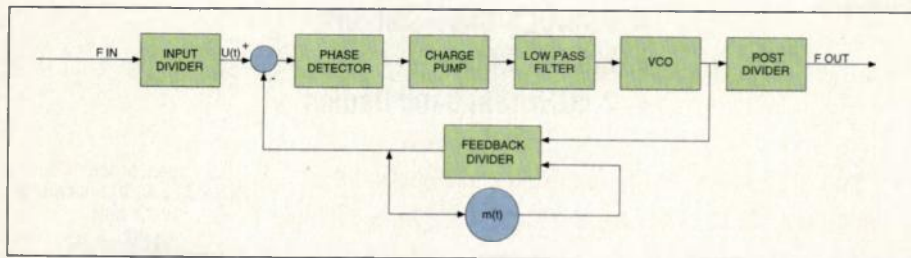 F IN
INPUT
DIVIDER
U(t)
+
-
PHASE
DETECTOR
CHARGE
PUMP
LOW PASS
FILTER
VCO
POST
DIVIDER
F OUT
FEEDBACK
DIVIDER
m(t)